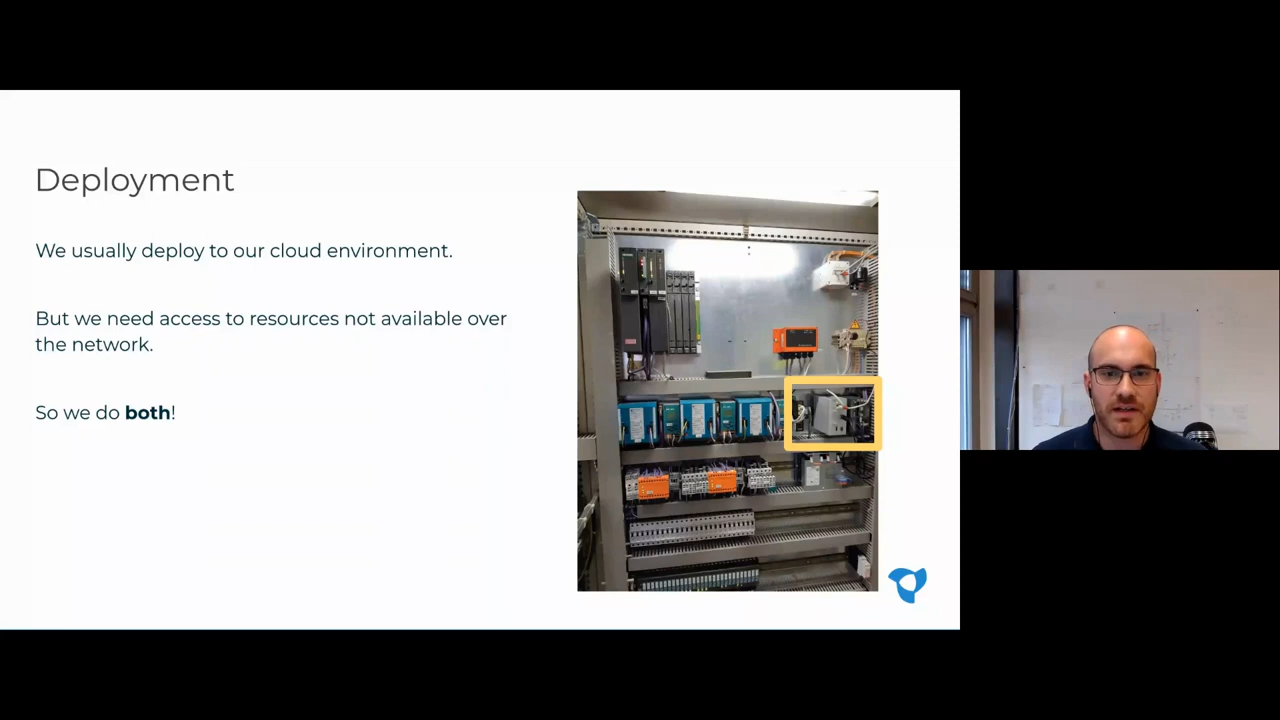 Deployment
We usually deploy to our cloud environment.
But we need access to resources not available over
the network.
So we do both!